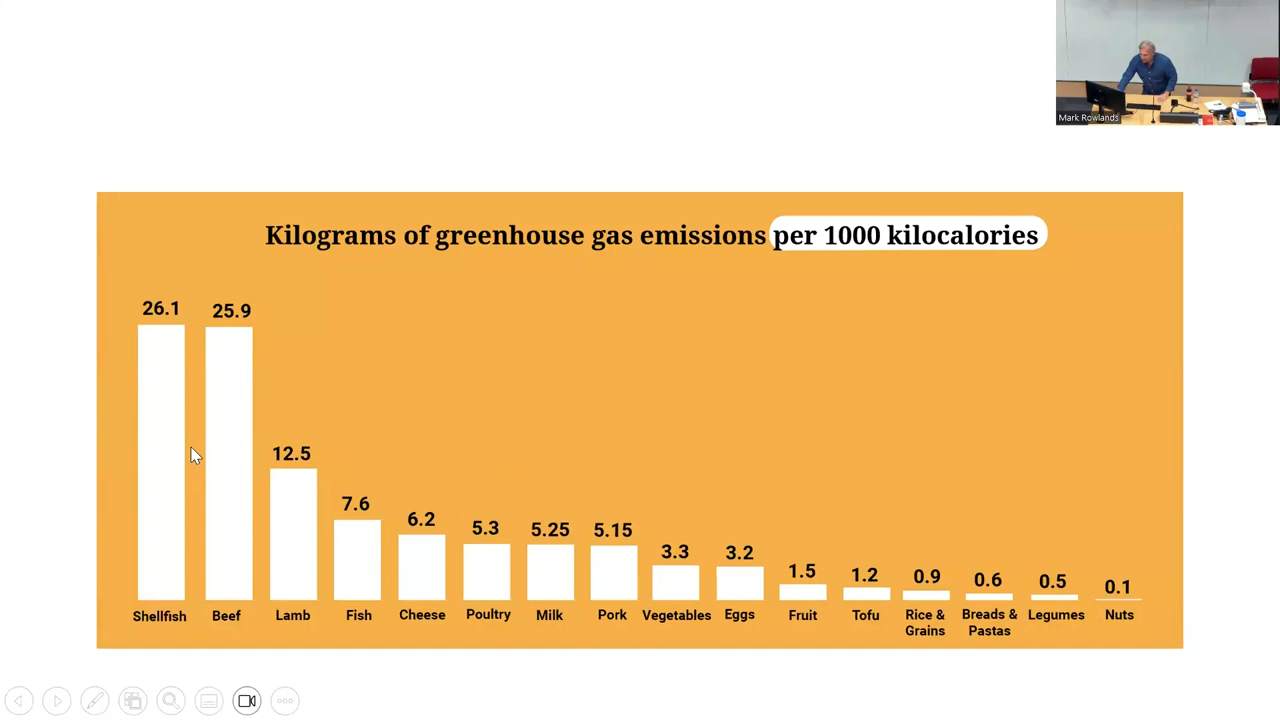 Mark Rowlands
Kilograms of greenhouse gas emissions per 1000 kilocalories
26.1 25.9 12.5 7.6 6.2 5.3 5.25 5.15 3.3 3.2 1.5 1.2 0.9 0.6 0.5 0.1
Shellfish Beef Lamb Fish Cheese Poultry Milk Pork Vegetables Eggs Fruit Tofu Rice & Breads & Legumes Nuts
Grains Pastas